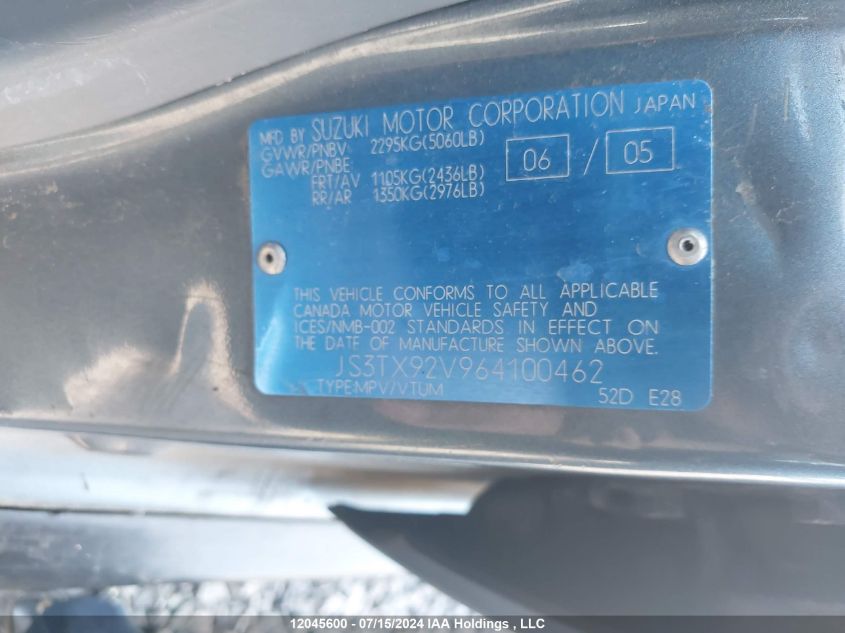 MFD BY SUZUKI MOTOR CORPORATION JAPAN
GVWR/PNBV: 2295KG(5060LB)
GAWR/PNBE:
FRT/AV 1105KG(2436LB)
RR/AR 1350KG(2976LB)
06 / 05
THIS VEHICLE CONFORMS TO ALL APPLICABLE
CANADA MOTOR VEHICLE SAFETY AND
ICES/NMB-002 STANDARDS IN EFFECT ON
THE DATE OF MANUFACTURE SHOWN ABOVE.
JS3TX92V964100462
TYPE:MPV/VTUM 52D E28
12045600 - 07/15/2024 IAA Holdings, LLC.